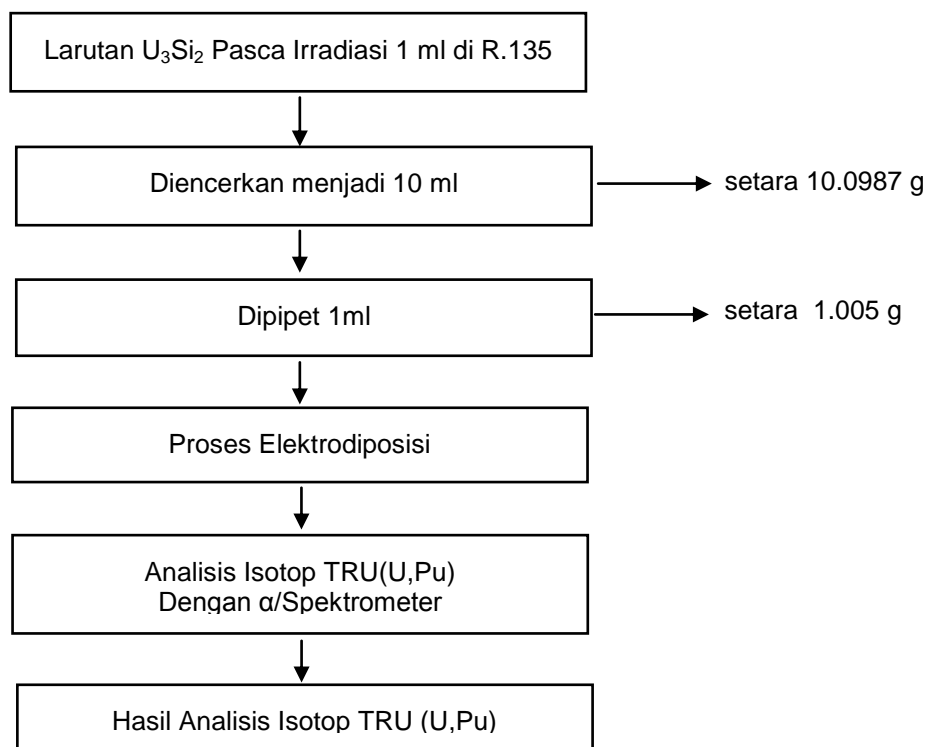 Larutan U₃Si₂ Pasca Irradiasi 1 ml di R.135
Diencerkan menjadi 10 ml
setara 10.0987 g
Dipipet 1ml
setara 1.005 g
Proses Elektrodiposisi
Analisis Isotop TRU(U,Pu)
Dengan α/Spektrometer
Hasil Analisis Isotop TRU (U,Pu)